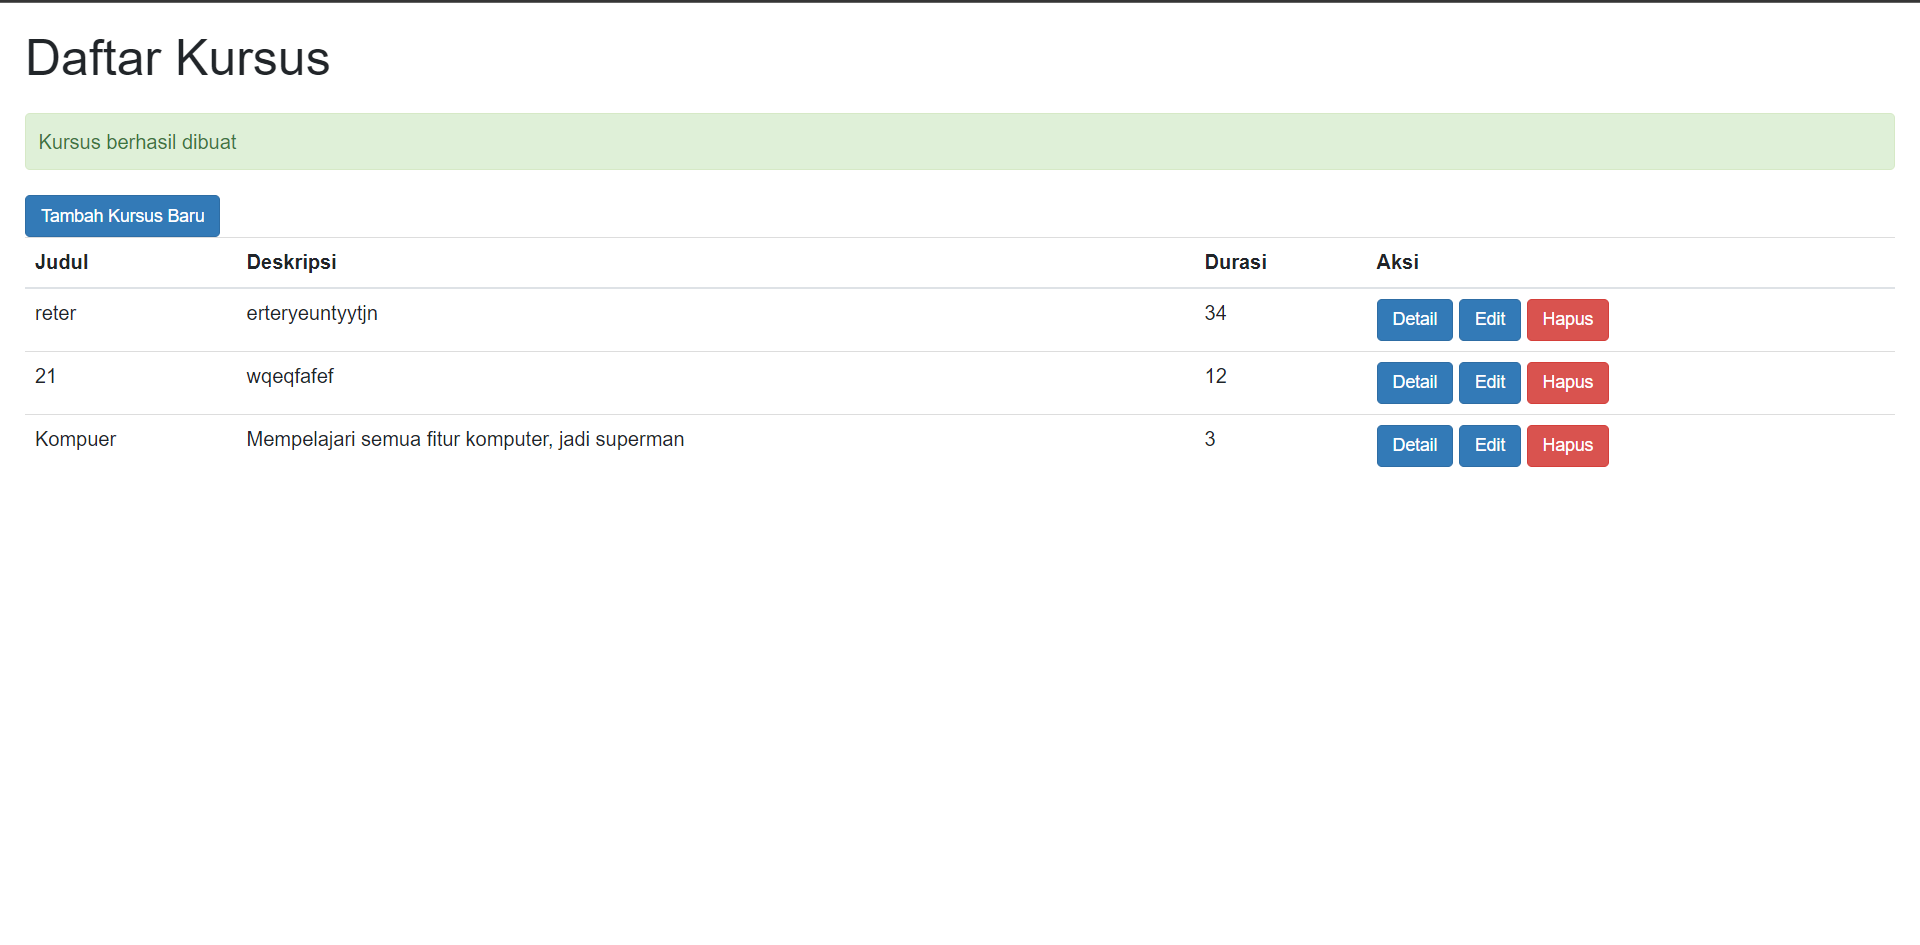 Daftar Kursus
Kursus berhasil dibuat
Tambah Kursus Baru
Judul Deskripsi Durasi Aksi
reter erteryeuntyytjn 34 Detail Edit Hapus
21 wqeqfafef 12 Detail Edit Hapus
Kompuer Mempelajari semua fitur komputer, jadi superman 3 Detail Edit Hapus